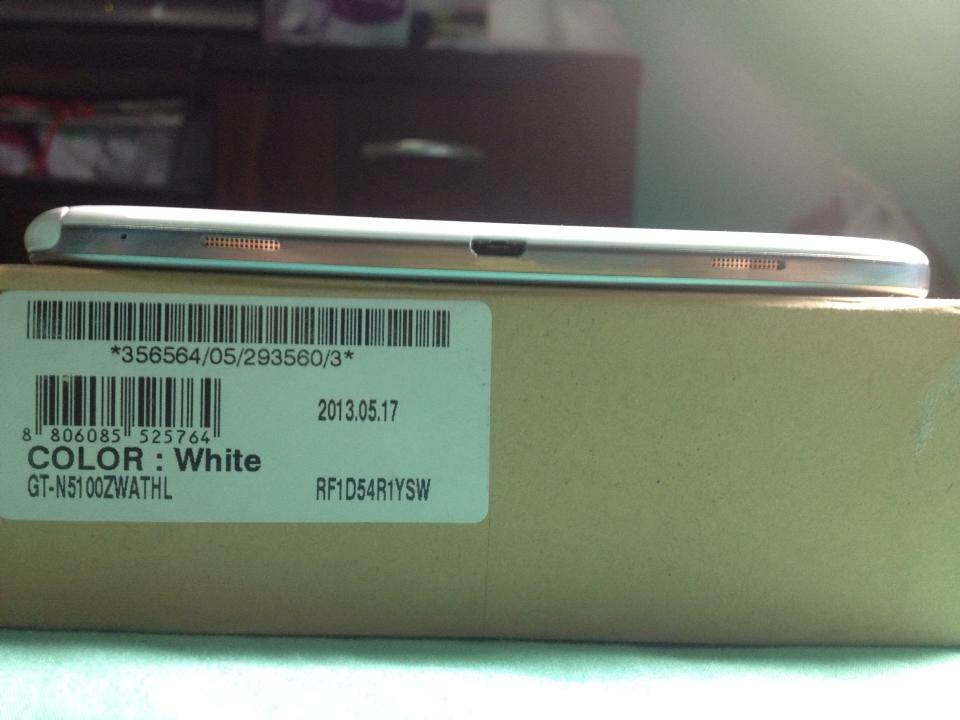 *356564/05/293560/3*
2013.05.17
8 806085 525764
COLOR : White
GT-N5100ZWATHL RF1D54R1YSW